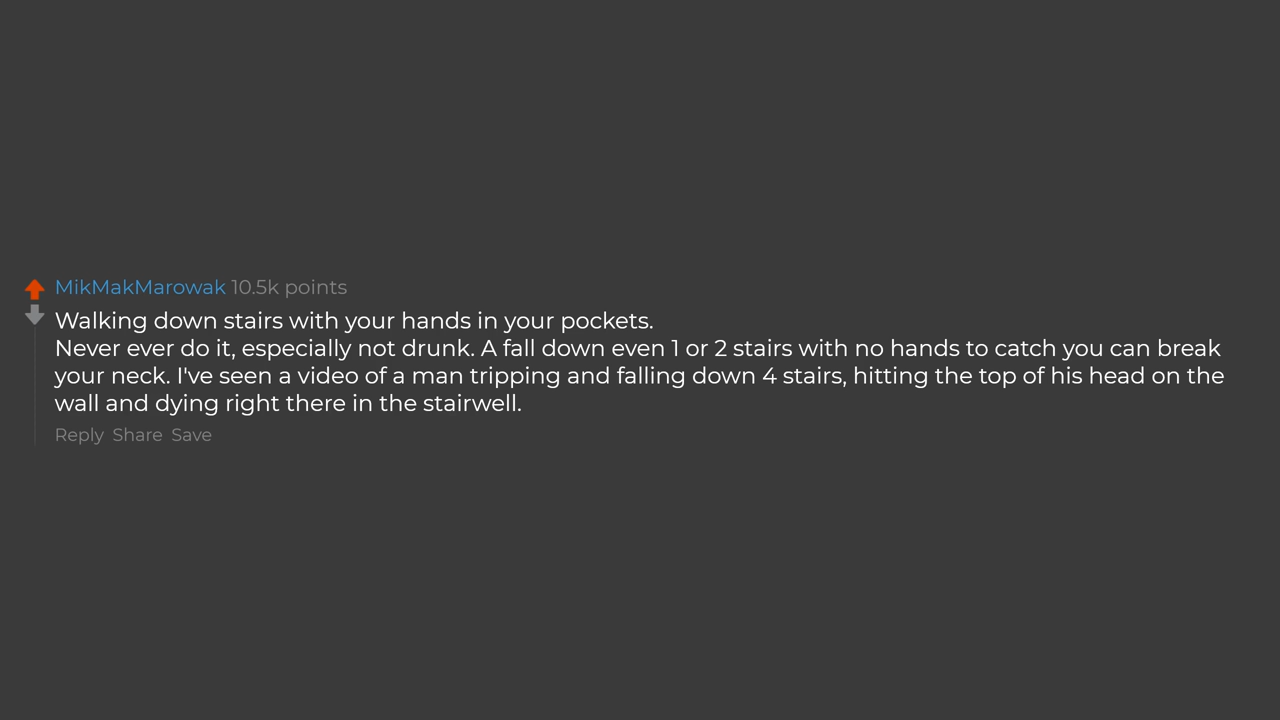 MikMakMarowak 10.5k points
Walking down stairs with your hands in your pockets.
Never ever do it, especially not drunk. A fall down even 1 or 2 stairs with no hands to catch you can break
your neck. I've seen a video of a man tripping and falling down 4 stairs, hitting the top of his head on the
wall and dying right there in the stairwell.
Reply Share Save